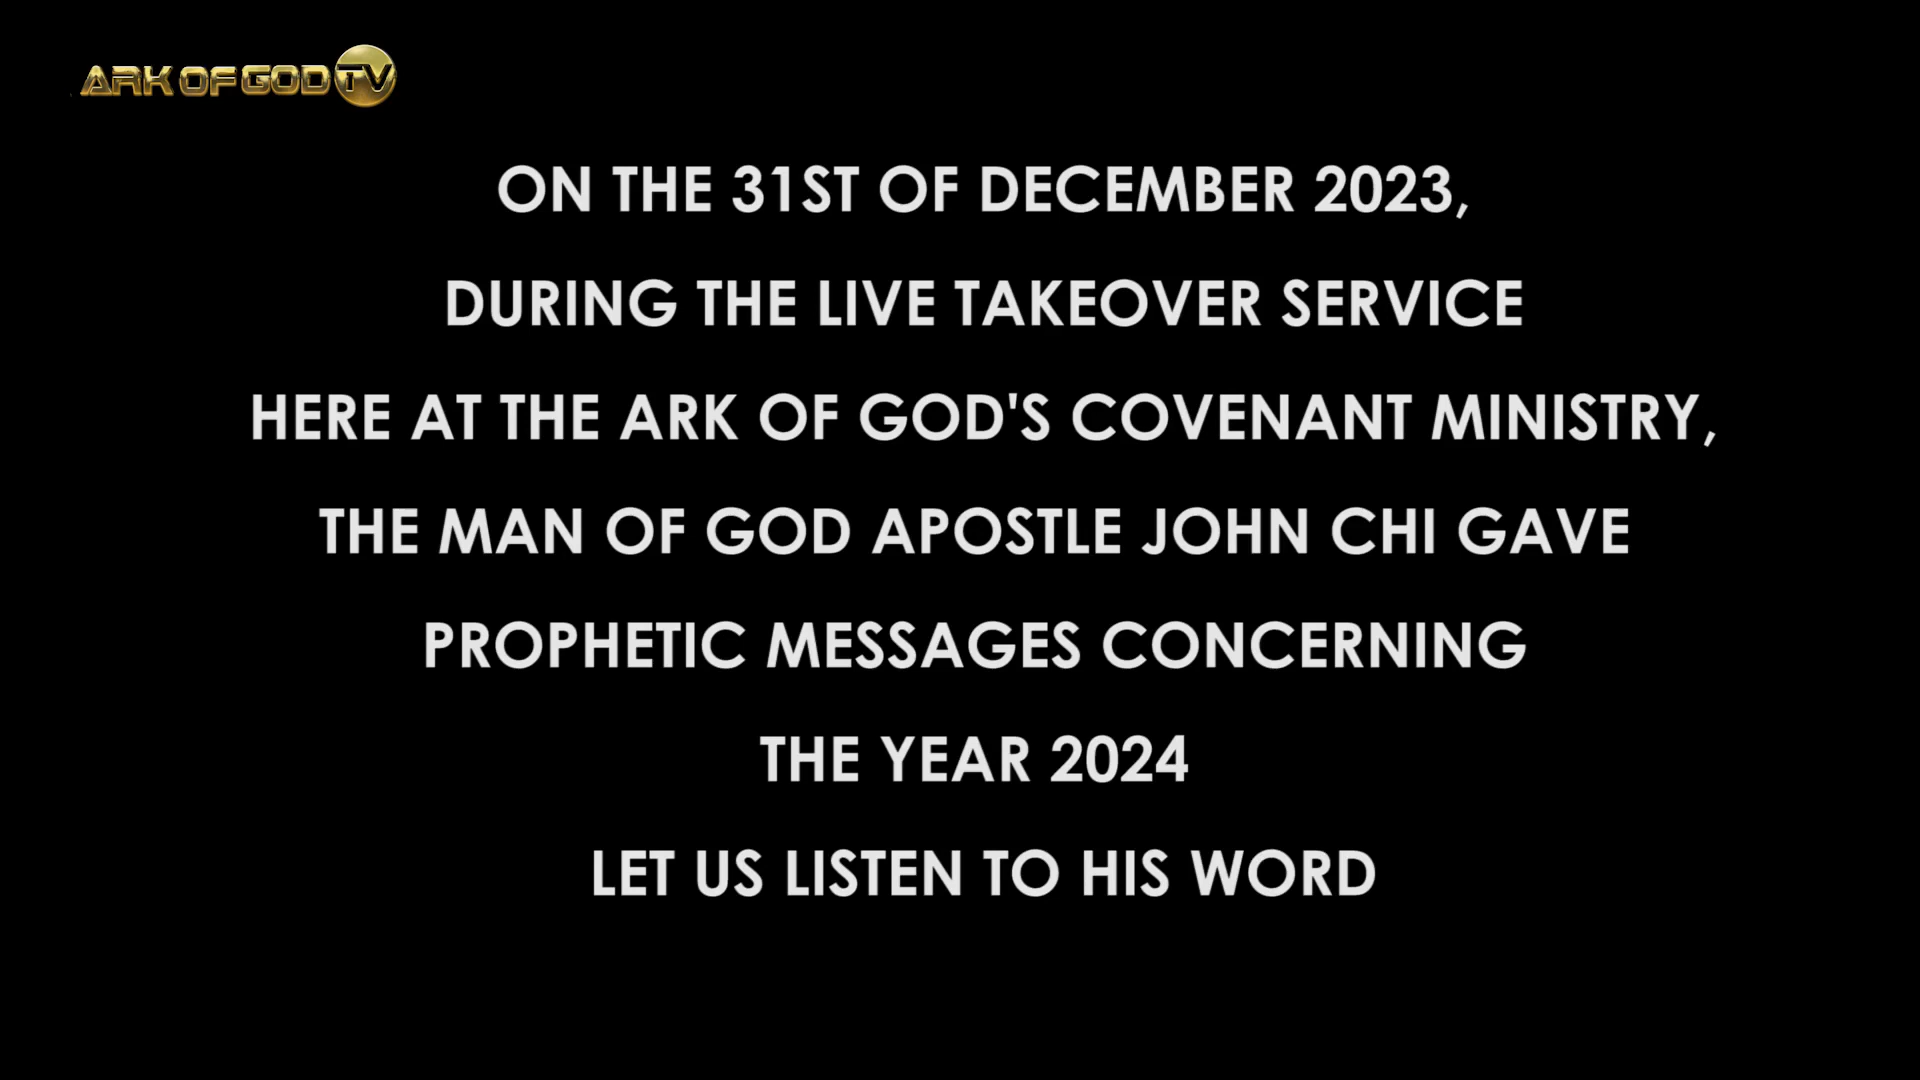 ARK OF GOD TV
ON THE 31ST OF DECEMBER 2023,
DURING THE LIVE TAKEOVER SERVICE
HERE AT THE ARK OF GOD'S COVENANT MINISTRY,
THE MAN OF GOD APOSTLE JOHN CHI GAVE
PROPHETIC MESSAGES CONCERNING
THE YEAR 2024
LET US LISTEN TO HIS WORD